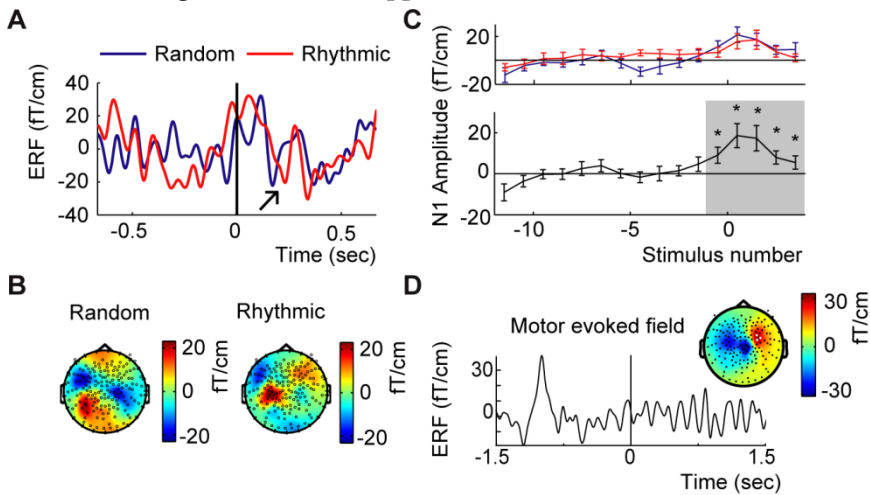 A
Random
Rhythmic
ERF (fT/cm)
40
20
0
-20
-40
-0.5
0
0.5
Time (sec)
B
Random
Rhythmic
20
0
-20
fT/cm
20
0
-20
fT/cm
C
N1 Amplitude (fT/cm)
20
0
-20
20
0
-20
* * * * *
-10
-5
0
Stimulus number
D
Motor evoked field
30
0
-30
fT/cm
ERF (fT/cm)
30
0
-1.5
0
1.5
Time (sec)